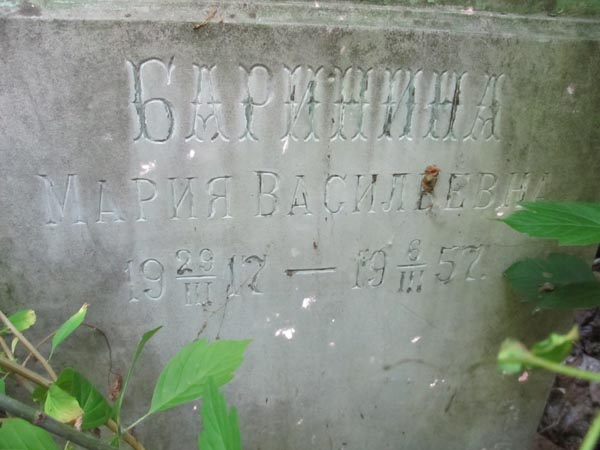 БАРИНИНА
МАРИЯ ВАСИЛЬЕВНА
19 29/III 17 — 19 6/III 57.